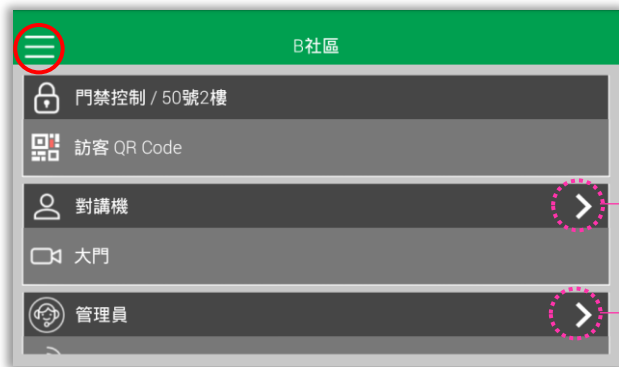 B社區
門禁控制 / 50號2樓
訪客 QR Code
對講機
大門
管理員